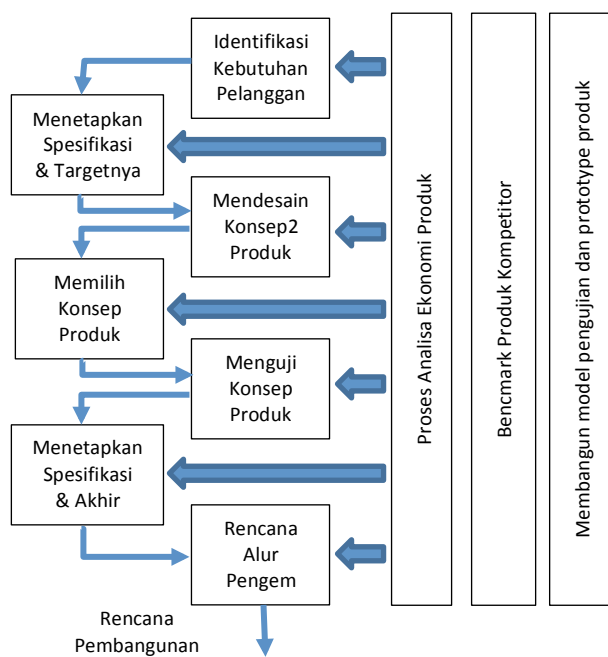 Identifikasi
Kebutuhan
Pelanggan
Menetapkan
Spesifikasi
& Targetnya
Mendesain
Konsep2
Produk
Memilih
Konsep
Produk
Menguji
Konsep
Produk
Menetapkan
Spesifikasi
& Akhir
Rencana
Alur
Pengem
Rencana
Pembangunan
Proses Analisa Ekonomi Produk
Bencmark Produk Kompetitor
Membangun model pengujian dan prototype produk